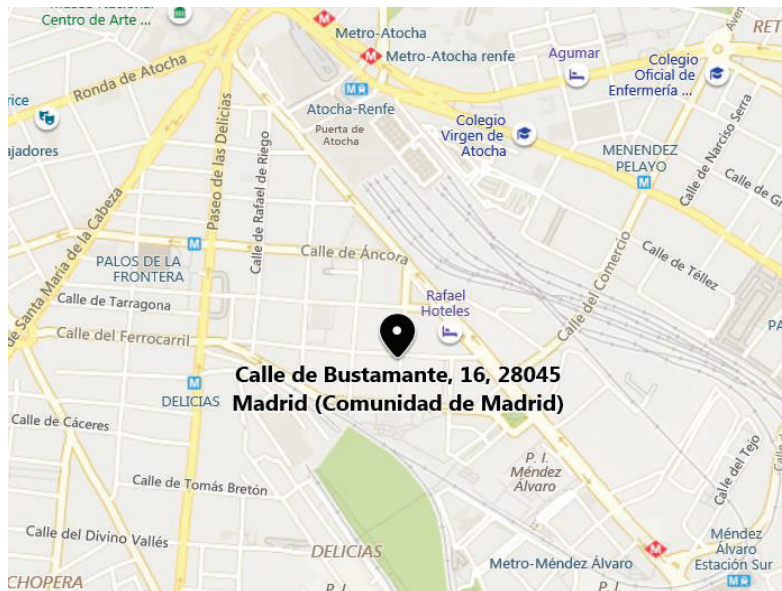 Centro de Arte ...
Metro-Atocha
Metro-Atocha renfe
Agumar
Colegio
Oficial de
Enfermería ...
RET
Ronda de Atocha
Atocha-Renfe
Puerta de
Atocha
Colegio
Virgen de
Atocha
rice
ajadores
MENENDEZ
PELAYO
Calle de Narciso Serra
Calle de G
Paseo de las Delicias
Calle de Rafael de Riego
de Santa María de la Cabeza
Calle de Áncora
PALOS DE LA
FRONTERA
Calle de Téllez
Calle del Comercio
Calle de Tarragona
Rafael
Hoteles
Calle del Ferrocarril
PA
Calle de Bustamante, 16, 28045
Madrid (Comunidad de Madrid)
DELICIAS
Calle de Cáceres
P. I.
Méndez
Álvaro
Calle del Tejo
Calle de Tomás Bretón
Calle del Divino Vallés
DELICIAS
Metro-Méndez Álvaro
Méndez
Álvaro
Estación Sur
CHOPERA
P. I.
P. I.